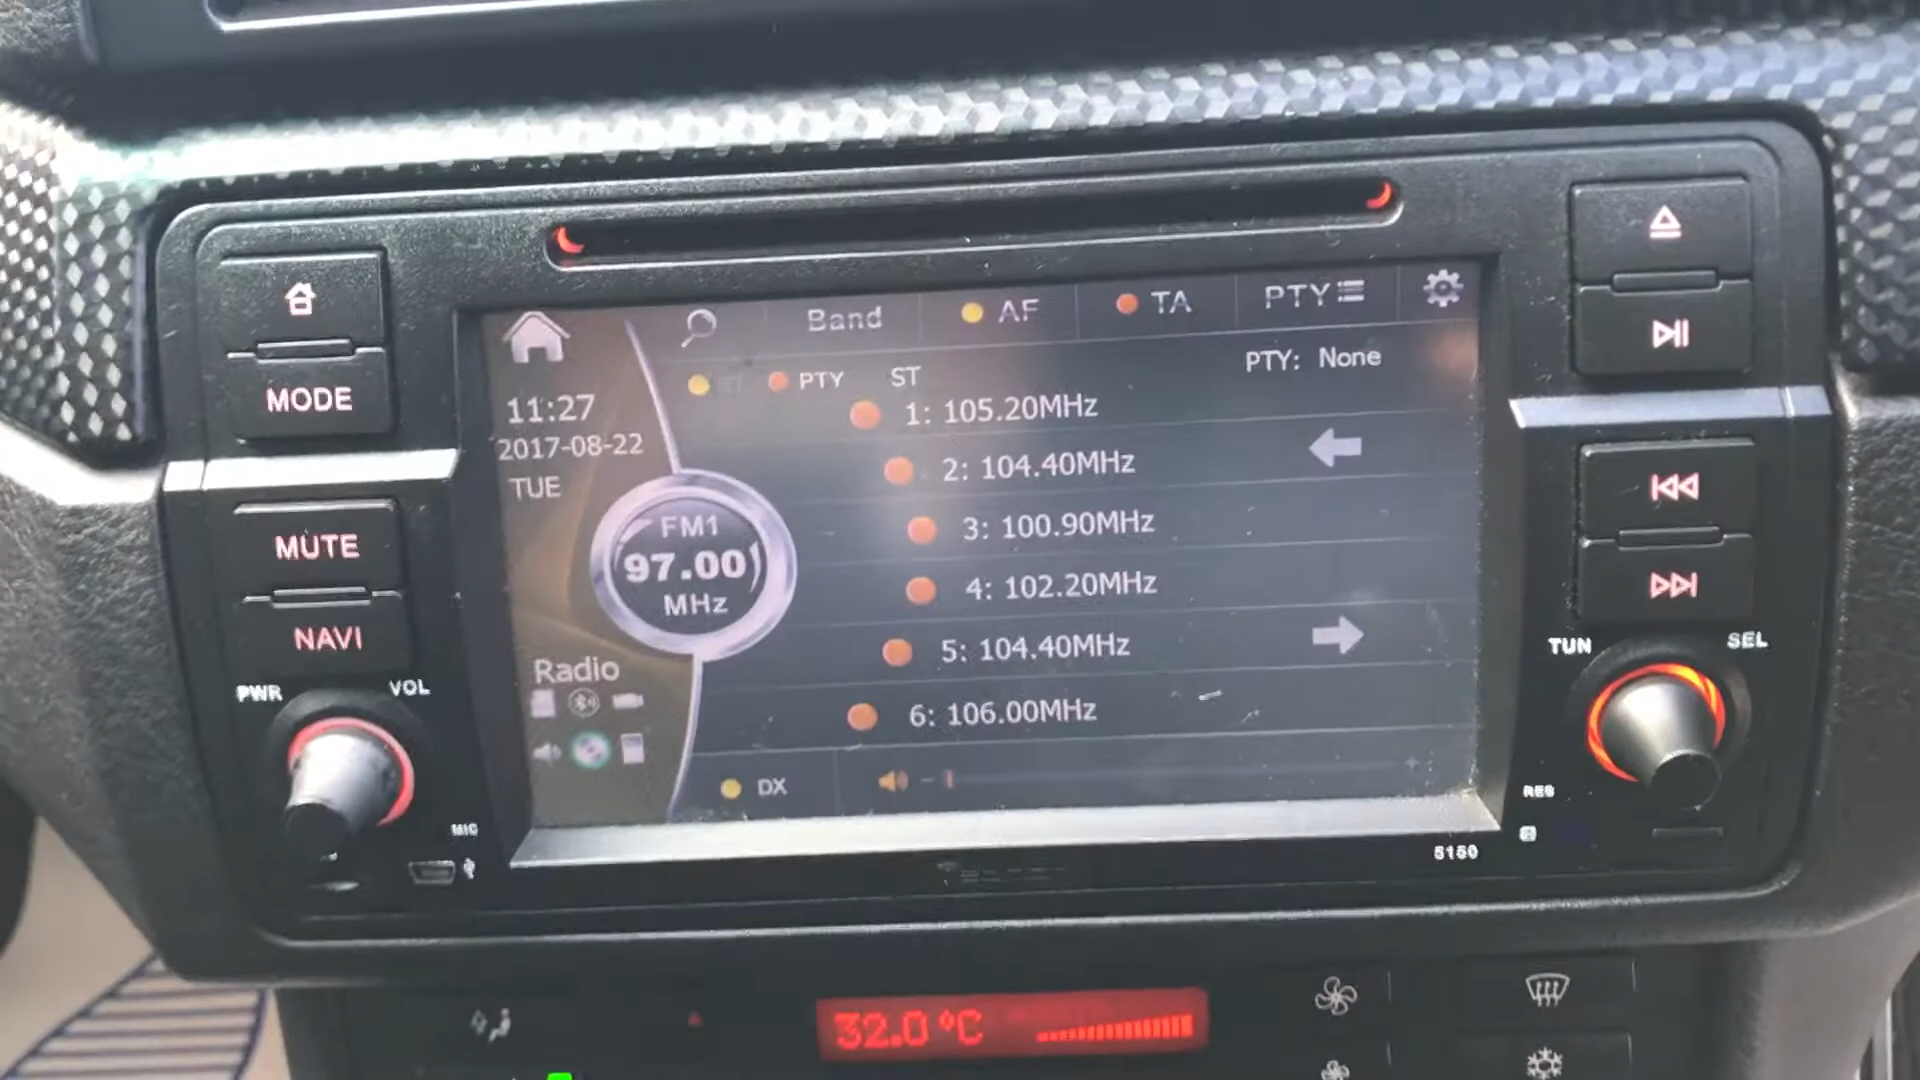 MODE
MUTE
NAVI
PWR
VOL
MIC
Band
AF
TA
PTY
11:27
2017-08-22
TUE
PTY
ST
PTY: None
1: 105.20MHz
2: 104.40MHz
3: 100.90MHz
4: 102.20MHz
5: 104.40MHz
6: 106.00MHz
FM1
97.00
MHz
Radio
DX
TUN
SEL
RES
5150
32.0°C